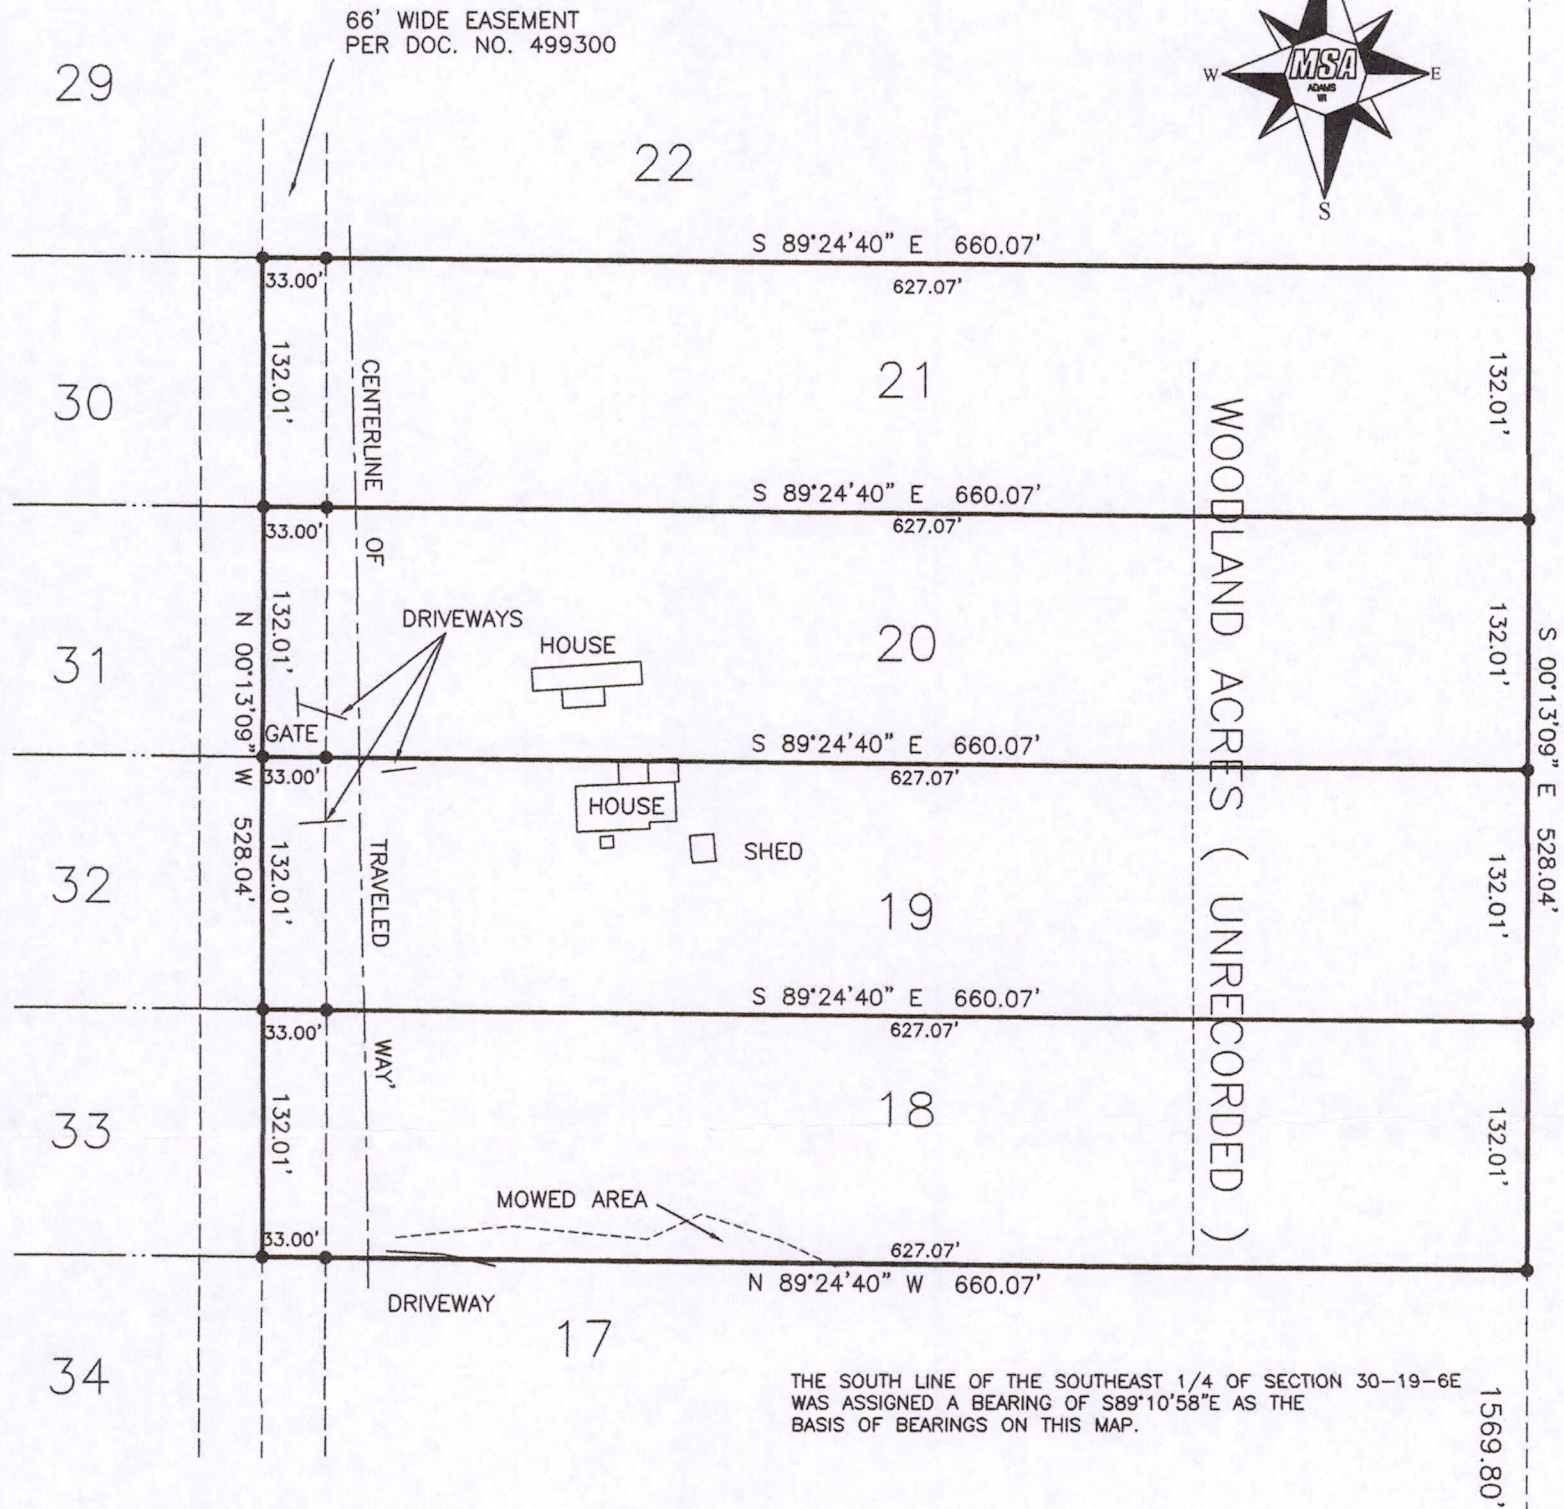 66' WIDE EASEMENT
PER DOC. NO. 499300
29
W
MSA
ADAMS
WI
E
S
22
S 89°24'40" E 660.07'
33.00'
627.07'
30
132.01'
CENTERLINE OF TRAVELED WAY'
21
132.01'
WOODLAND ACRES ( UNRECORDED )
S 89°24'40" E 660.07'
33.00'
627.07'
31
N 00°13'09" W 528.04'
132.01'
DRIVEWAYS
HOUSE
20
132.01'
S 00°13'09" E 528.04'
GATE
S 89°24'40" E 660.07'
33.00'
627.07'
HOUSE
SHED
32
132.01'
19
132.01'
S 89°24'40" E 660.07'
33.00'
627.07'
33
132.01'
18
132.01'
MOWED AREA
33.00'
627.07'
N 89°24'40" W 660.07'
DRIVEWAY
17
34
THE SOUTH LINE OF THE SOUTHEAST 1/4 OF SECTION 30-19-6E
WAS ASSIGNED A BEARING OF S89°10'58"E AS THE
BASIS OF BEARINGS ON THIS MAP.
1569.80'